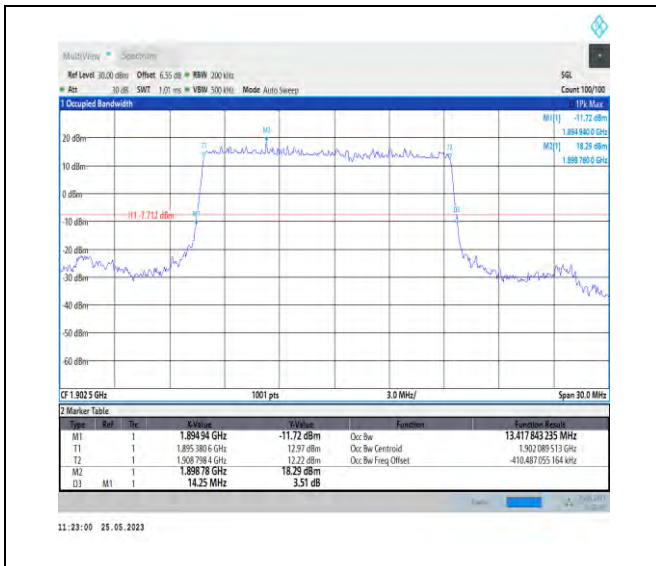 MultiView Spectrum
Ref Level 30.00 dBm Offset 6.55 dB RBW 200 kHz SGL
Att 30 dB SWT 1.01 ms VBW 500 kHz Mode Auto Sweep Count 100/100
1 Occupied Bandwidth 1Pk Max
M1[1] -11.72 dBm
1.894 940 0 GHz
M2[1] 18.29 dBm
1.898 780 0 GHz
M2
T1
T2
20 dBm
10 dBm
0 dBm
D3
H1 -7.712 dBm
M1
-10 dBm
-20 dBm
-30 dBm
-40 dBm
-50 dBm
-60 dBm
CF 1.902 5 GHz 1001 pts 3.0 MHz/ Span 30.0 MHz
2 Marker Table
Type Ref Trc X-Value Y-Value Function Function Result
M1 1 1.894 94 GHz -11.72 dBm Occ Bw 13.417 843 235 MHz
T1 1 1.895 380 6 GHz 12.97 dBm Occ Bw Centroid 1.902 089 513 GHz
T2 1 1.908 798 4 GHz 12.22 dBm Occ Bw Freq Offset -410.487 055 164 kHz
M2 1 1.898 78 GHz 18.29 dBm
D3 M1 1 14.25 MHz 3.51 dB
11:23:00 25.05.2023